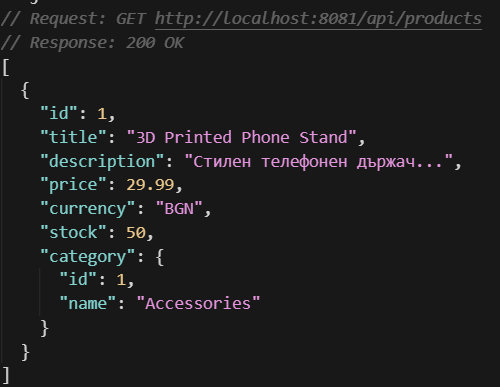 // Request: GET http://localhost:8081/api/products
// Response: 200 OK
[
  {
    "id": 1,
    "title": "3D Printed Phone Stand",
    "description": "Стилен телефонен държач...",
    "price": 29.99,
    "currency": "BGN",
    "stock": 50,
    "category": {
      "id": 1,
      "name": "Accessories"
    }
  }
]